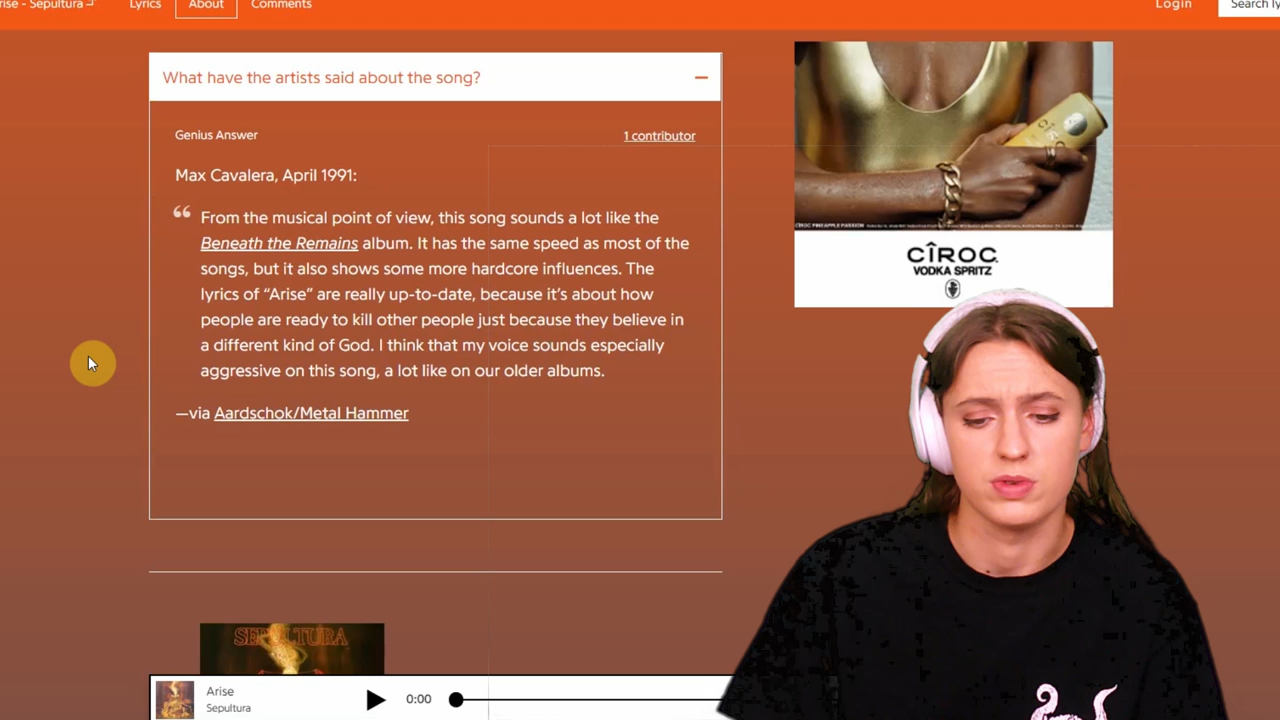 rise - Sepultura
Lyrics
About
Comments
Login
Search ly
What have the artists said about the song?
Genius Answer
1 contributor
Max Cavalera, April 1991:
“ From the musical point of view, this song sounds a lot like the
Beneath the Remains album. It has the same speed as most of the
songs, but it also shows some more hardcore influences. The
lyrics of “Arise” are really up-to-date, because it’s about how
people are ready to kill other people just because they believe in
a different kind of God. I think that my voice sounds especially
aggressive on this song, a lot like on our older albums.
—via Aardschok/Metal Hammer
CÎROC
VODKA SPRITZ
SEPULTURA
Arise
Sepultura
0:00